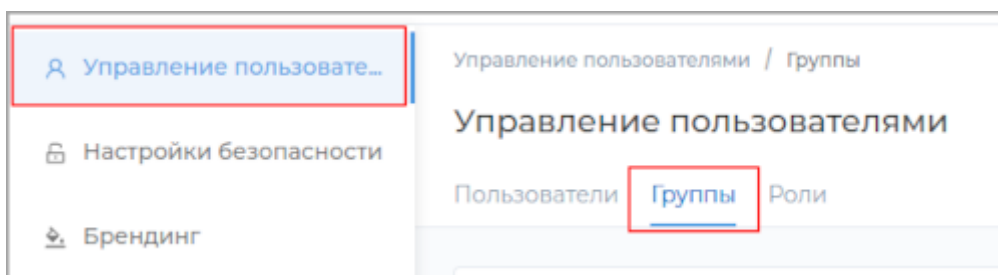 Управление пользовате...
Настройки безопасности
Брендинг
Управление пользователями / Группы
Управление пользователями
Пользователи Группы Роли